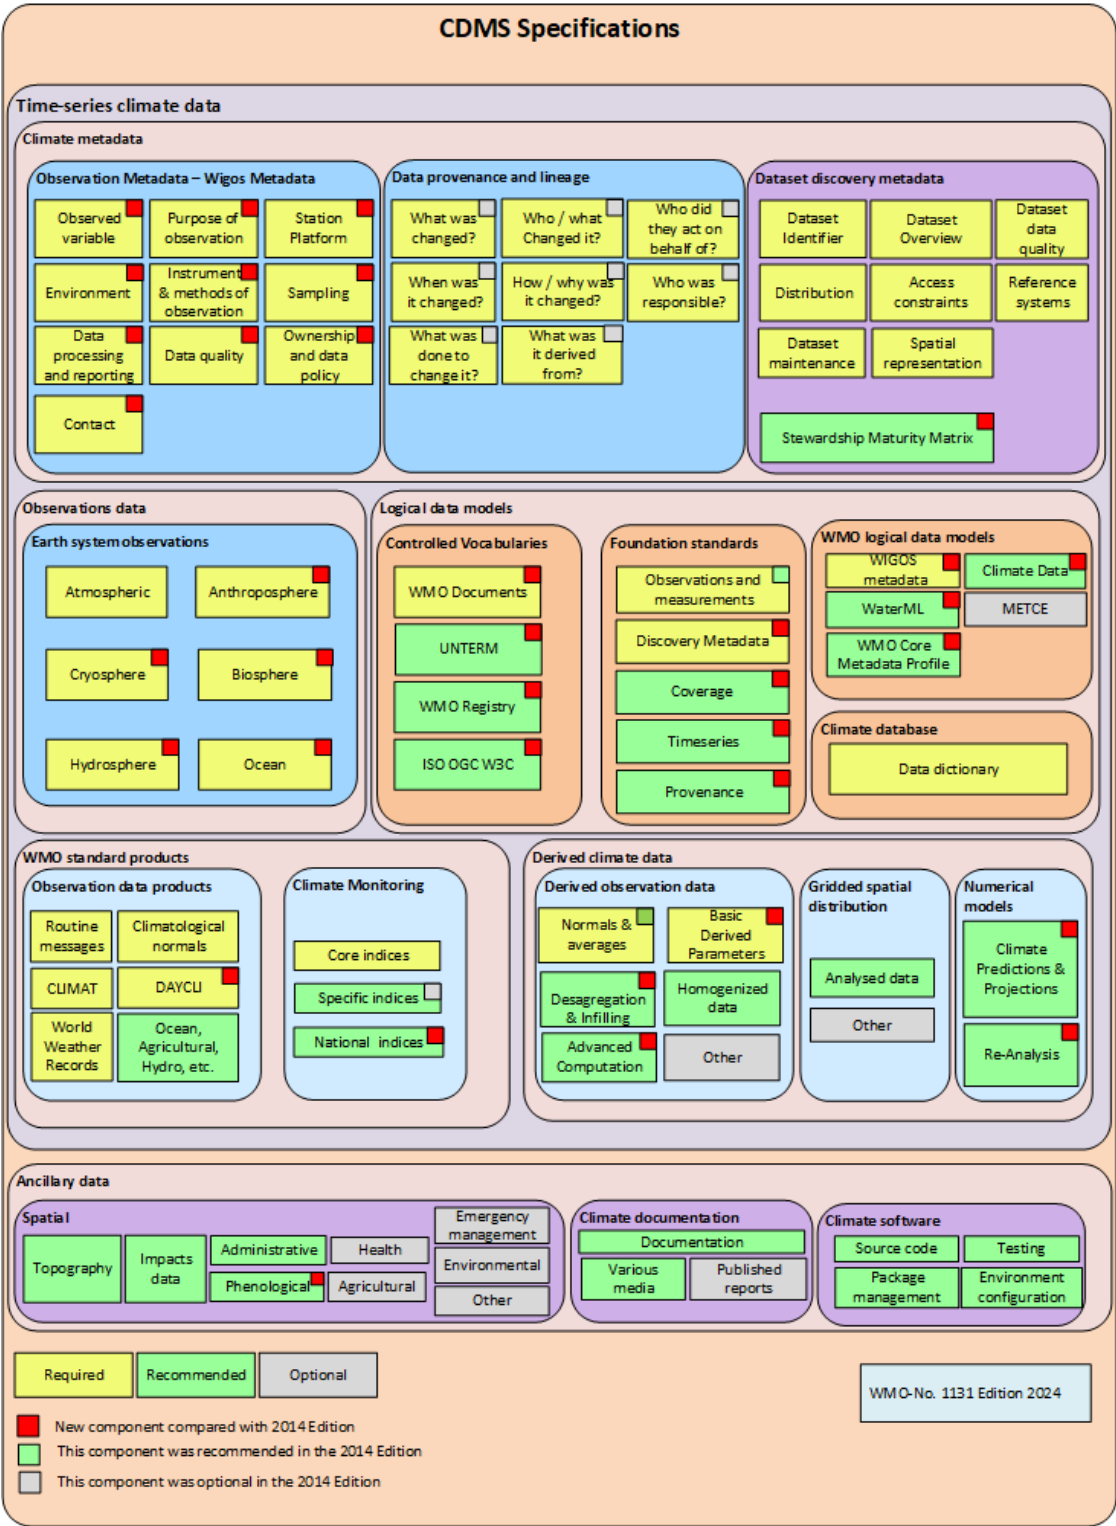 CDMS Specifications
Time-series climate data
Climate metadata
Observation Metadata – Wigos Metadata
Observed
variable
Purpose of
observation
Station
Platform
Environment
Instrument
& methods of
observation
Sampling
Data
processing
and reporting
Data quality
Ownership
and data
policy
Contact
Data provenance and lineage
What was
changed?
Who / what
Changed it?
Who did
they act on
behalf of?
When was
it changed?
How / why was
it changed?
Who was
responsible?
What was
done to
change it?
What was
it derived
from?
Dataset discovery metadata
Dataset
Identifier
Dataset
Overview
Dataset
data
quality
Distribution
Access
constraints
Reference
systems
Dataset
maintenance
Spatial
representation
Stewardship Maturity Matrix
Observations data
Earth system observations
Atmospheric
Anthroposphere
Cryosphere
Biosphere
Hydrosphere
Ocean
Logical data models
Controlled Vocabularies
WMO Documents
UNTERM
WMO Registry
ISO OGC W3C
Foundation standards
Observations and
measurements
Discovery Metadata
Coverage
Timeseries
Provenance
WMO logical data models
WIGOS
metadata
Climate Data
WaterML
METCE
WMO Core
Metadata Profile
Climate database
Data dictionary
WMO standard products
Observation data products
Routine
messages
Climatological
normals
CLIMAT
DAYCLI
World
Weather
Records
Ocean,
Agricultural,
Hydro, etc.
Climate Monitoring
Core indices
Specific indices
National indices
Derived climate data
Derived observation data
Normals &
averages
Basic
Derived
Parameters
Desagregation
& Infilling
Homogenized
data
Advanced
Computation
Other
Gridded spatial
distribution
Analysed data
Other
Numerical
models
Climate
Predictions &
Projections
Re-Analysis
Ancillary data
Spatial
Topography
Impacts
data
Administrative
Phenological
Health
Agricultural
Emergency
management
Environmental
Other
Climate documentation
Documentation
Various
media
Published
reports
Climate software
Source code
Testing
Package
management
Environment
configuration
Required
Recommended
Optional
WMO-No. 1131 Edition 2024
New component compared with 2014 Edition
This component was recommended in the 2014 Edition
This component was optional in the 2014 Edition